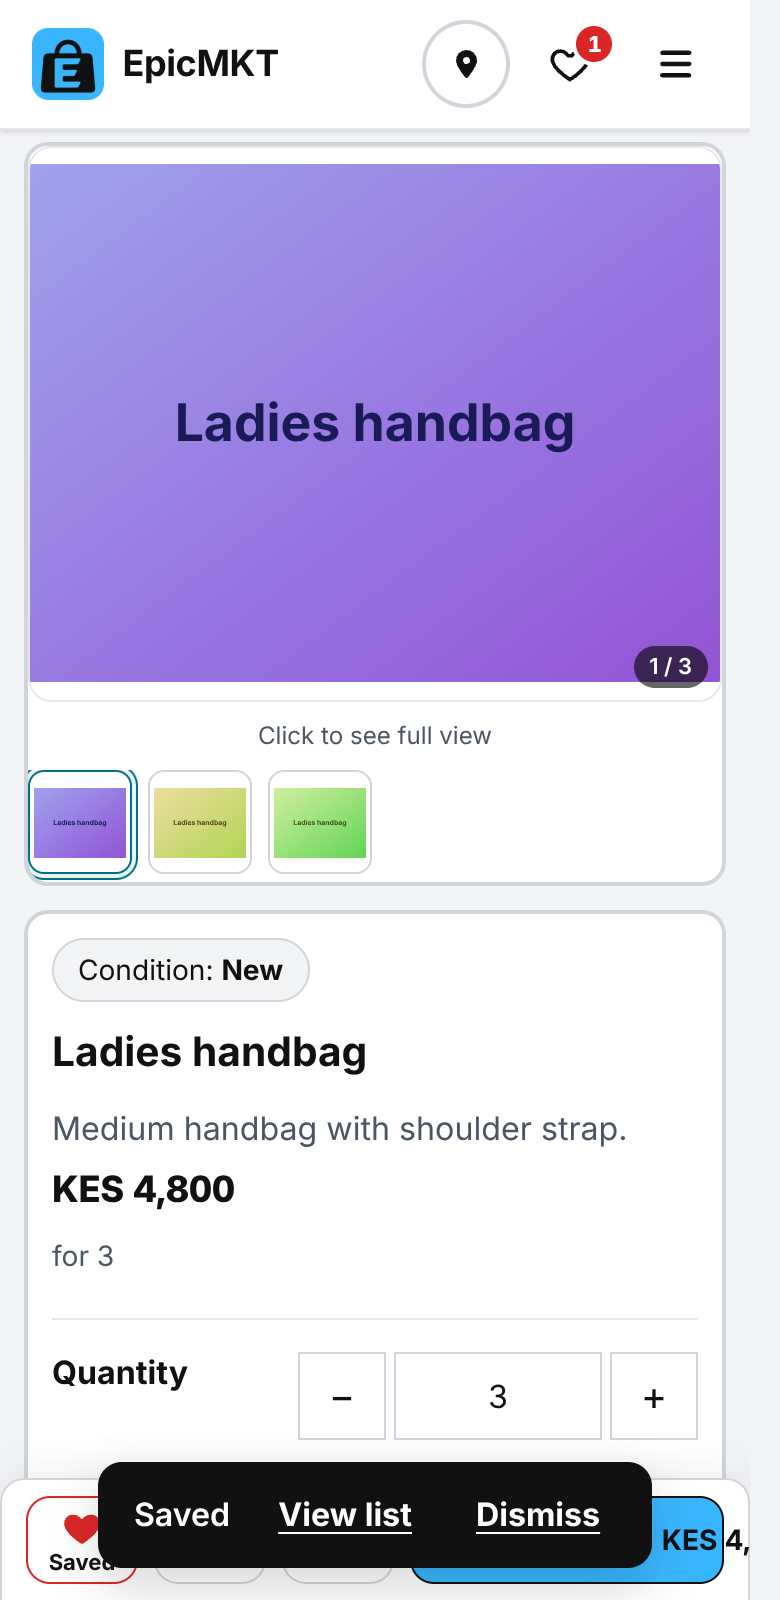 EpicMKT
1
Ladies handbag
1 / 3
Click to see full view
Ladies handbag
Ladies handbag
Ladies handbag
Condition: New
Ladies handbag
Medium handbag with shoulder strap.
KES 4,800
for 3
Quantity
−
3
+
Saved
View list
Dismiss
Saved
KES 4,